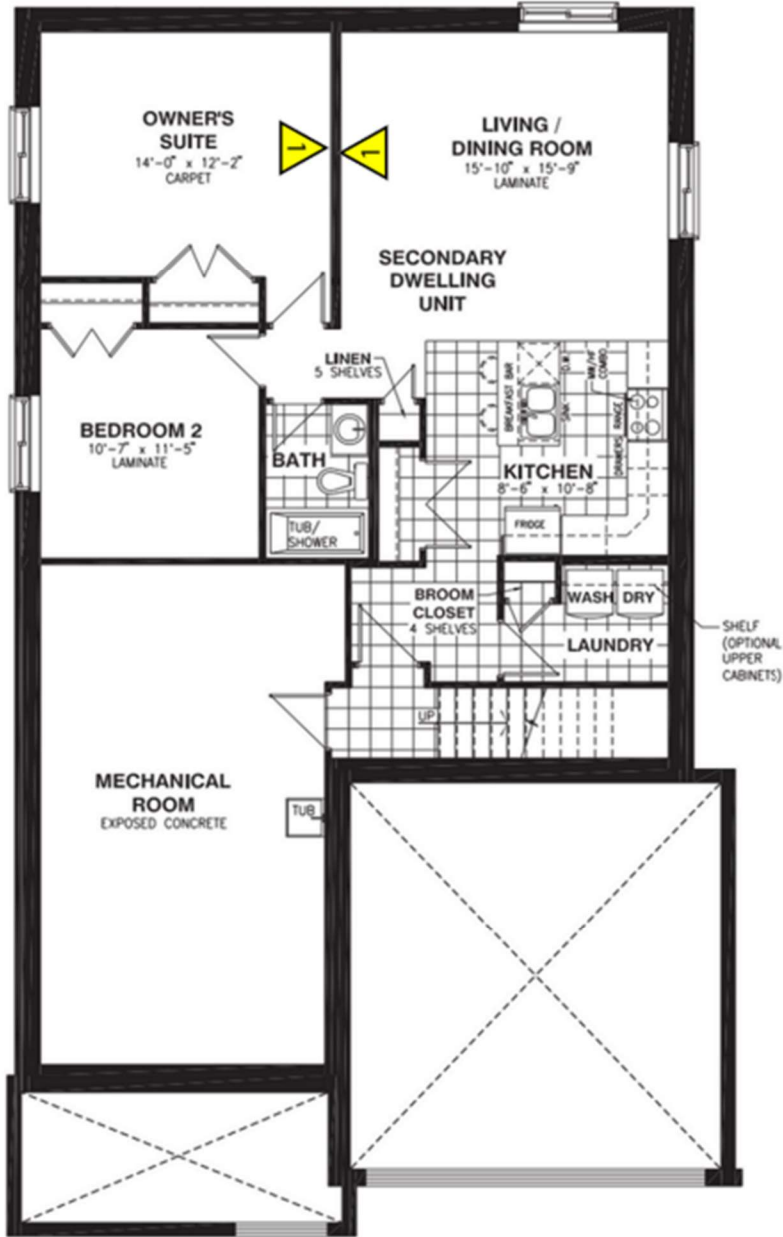 OWNER'S
SUITE
14'-0" x 12'-2"
CARPET
1
1
LIVING /
DINING ROOM
15'-10" x 15'-9"
LAMINATE
SECONDARY
DWELLING
UNIT
LINEN
5 SHELVES
BREAKFAST BAR
SINK
D.W.
MW/HF
COMBO
RANGE
DRAWERS
BEDROOM 2
10'-7" x 11'-5"
LAMINATE
BATH
TUB/
SHOWER
KITCHEN
8'-6" x 10'-8"
FRIDGE
BROOM
CLOSET
4 SHELVES
WASH
DRY
LAUNDRY
SHELF
(OPTIONAL
UPPER
CABINETS)
UP
MECHANICAL
ROOM
EXPOSED CONCRETE
TUB